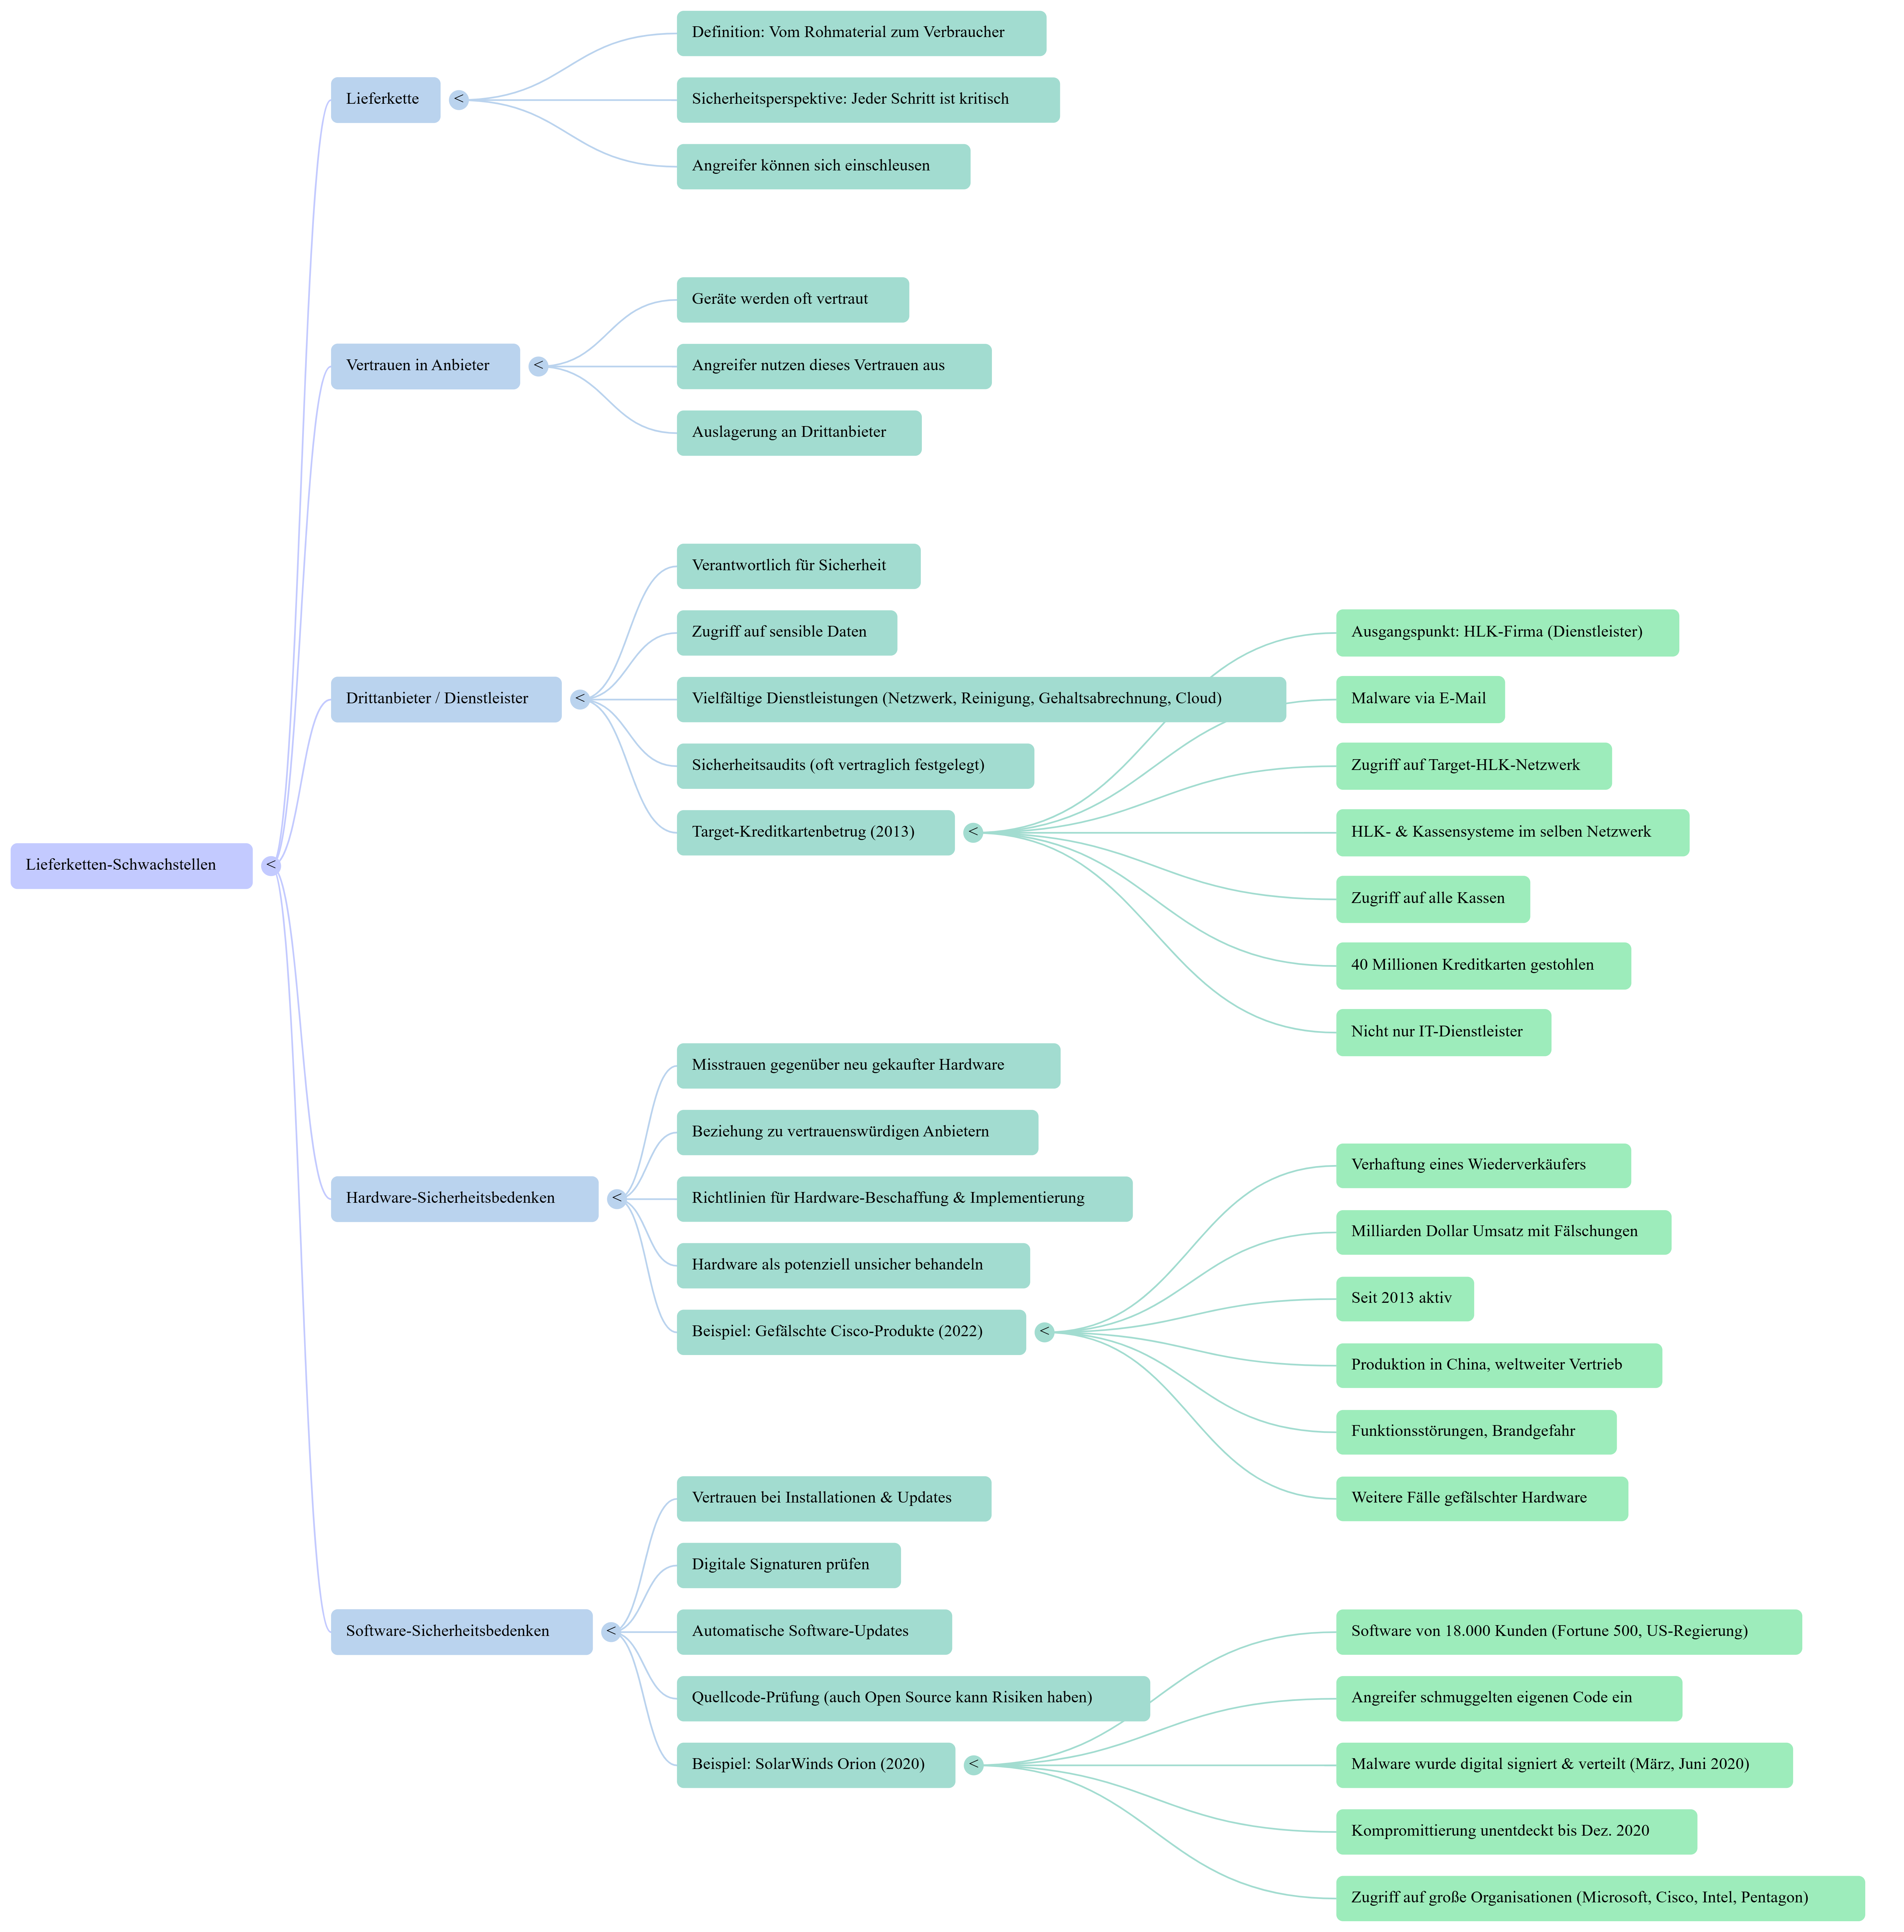 Lieferketten-Schwachstellen
<
Lieferkette
<
Definition: Vom Rohmaterial zum Verbraucher
Sicherheitsperspektive: Jeder Schritt ist kritisch
Angreifer können sich einschleusen
Vertrauen in Anbieter
<
Geräte werden oft vertraut
Angreifer nutzen dieses Vertrauen aus
Auslagerung an Drittanbieter
Drittanbieter / Dienstleister
<
Verantwortlich für Sicherheit
Zugriff auf sensible Daten
Vielfältige Dienstleistungen (Netzwerk, Reinigung, Gehaltsabrechnung, Cloud)
Sicherheitsaudits (oft vertraglich festgelegt)
Target-Kreditkartenbetrug (2013)
<
Ausgangspunkt: HLK-Firma (Dienstleister)
Malware via E-Mail
Zugriff auf Target-HLK-Netzwerk
HLK- & Kassensysteme im selben Netzwerk
Zugriff auf alle Kassen
40 Millionen Kreditkarten gestohlen
Nicht nur IT-Dienstleister
Hardware-Sicherheitsbedenken
<
Misstrauen gegenüber neu gekaufter Hardware
Beziehung zu vertrauenswürdigen Anbietern
Richtlinien für Hardware-Beschaffung & Implementierung
Hardware als potenziell unsicher behandeln
Beispiel: Gefälschte Cisco-Produkte (2022)
<
Verhaftung eines Wiederverkäufers
Milliarden Dollar Umsatz mit Fälschungen
Seit 2013 aktiv
Produktion in China, weltweiter Vertrieb
Funktionsstörungen, Brandgefahr
Weitere Fälle gefälschter Hardware
Software-Sicherheitsbedenken
<
Vertrauen bei Installationen & Updates
Digitale Signaturen prüfen
Automatische Software-Updates
Quellcode-Prüfung (auch Open Source kann Risiken haben)
Beispiel: SolarWinds Orion (2020)
<
Software von 18.000 Kunden (Fortune 500, US-Regierung)
Angreifer schmuggelten eigenen Code ein
Malware wurde digital signiert & verteilt (März, Juni 2020)
Kompromittierung unentdeckt bis Dez. 2020
Zugriff auf große Organisationen (Microsoft, Cisco, Intel, Pentagon)